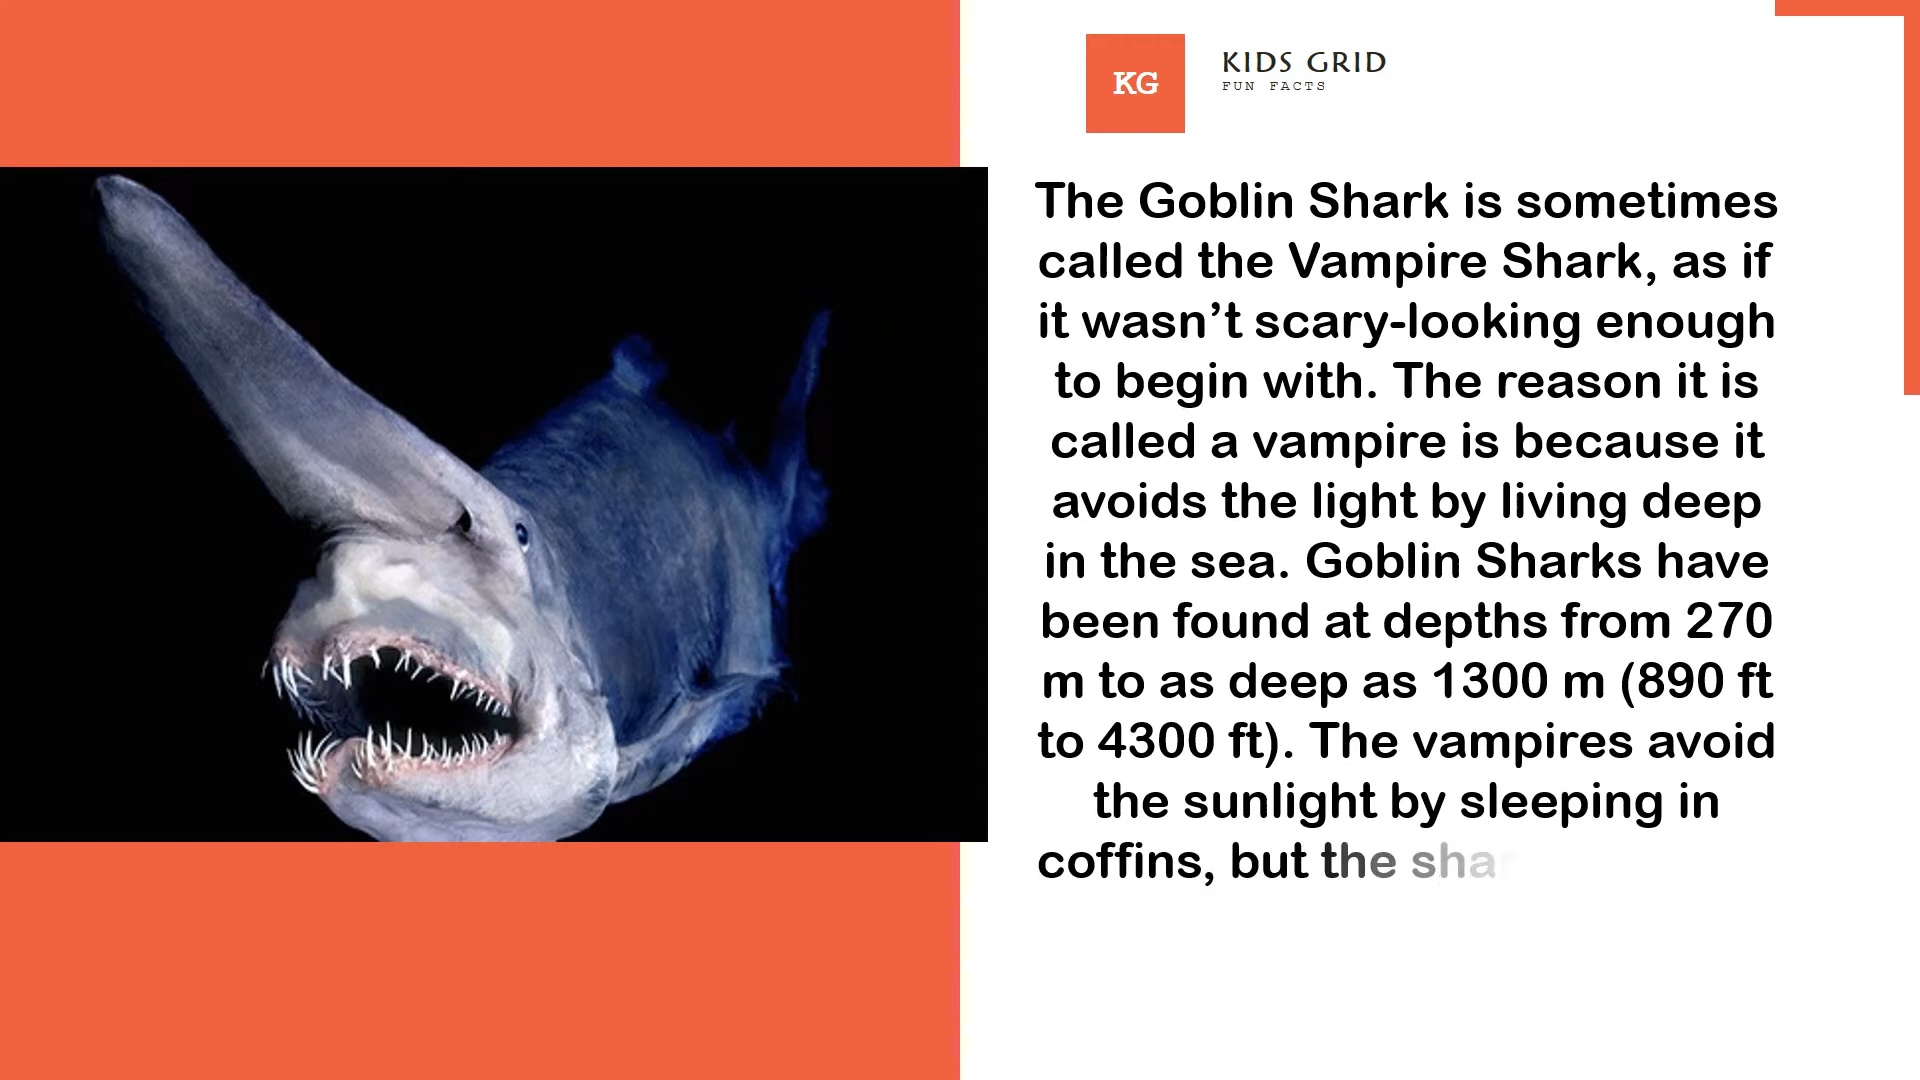 KG
KIDS GRID
FUN FACTS
The Goblin Shark is sometimes
called the Vampire Shark, as if
it wasn’t scary-looking enough
to begin with. The reason it is
called a vampire is because it
avoids the light by living deep
in the sea. Goblin Sharks have
been found at depths from 270
m to as deep as 1300 m (890 ft
to 4300 ft). The vampires avoid
the sunlight by sleeping in
coffins, but the shar